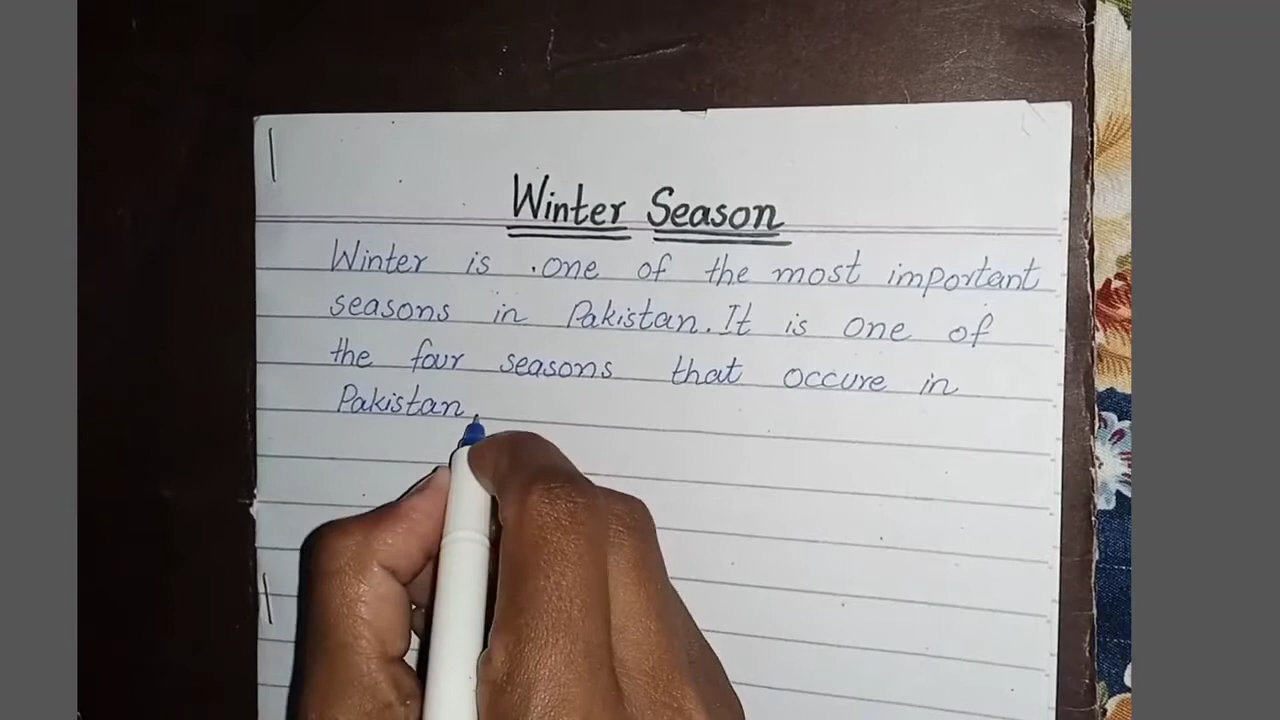 Winter Season
Winter is .one of the most important
seasons in Pakistan. It is one of
the four seasons that occure in
Pakistan.